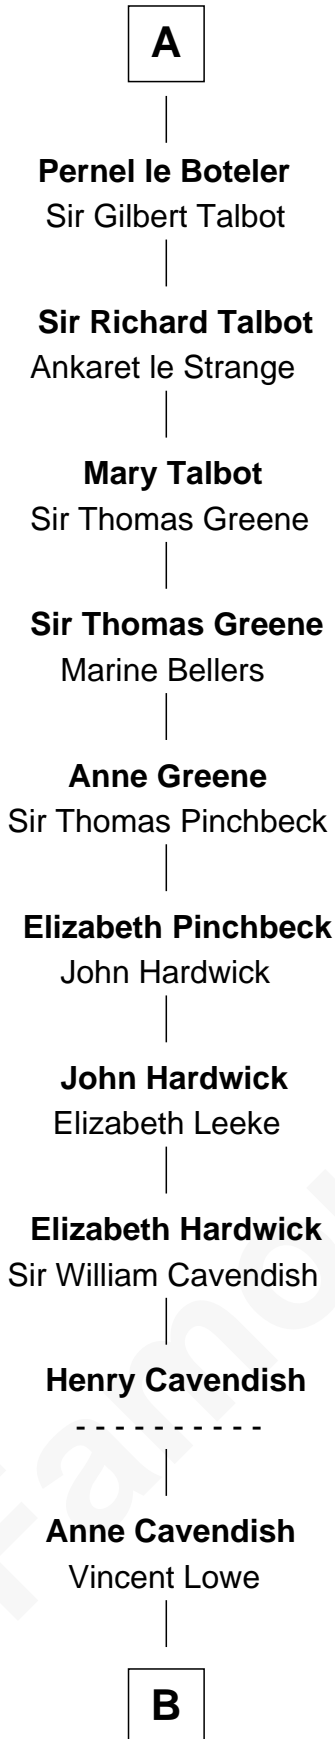 A
Pernel le Boteler
Sir Gilbert Talbot
Sir Richard Talbot
Ankaret le Strange
Mary Talbot
Sir Thomas Greene
Sir Thomas Greene
Marine Bellers
Anne Greene
Sir Thomas Pinchbeck
Elizabeth Pinchbeck
John Hardwick
John Hardwick
Elizabeth Leeke
Elizabeth Hardwick
Sir William Cavendish
Henry Cavendish
- - - - - - - - - -
Anne Cavendish
Vincent Lowe
B